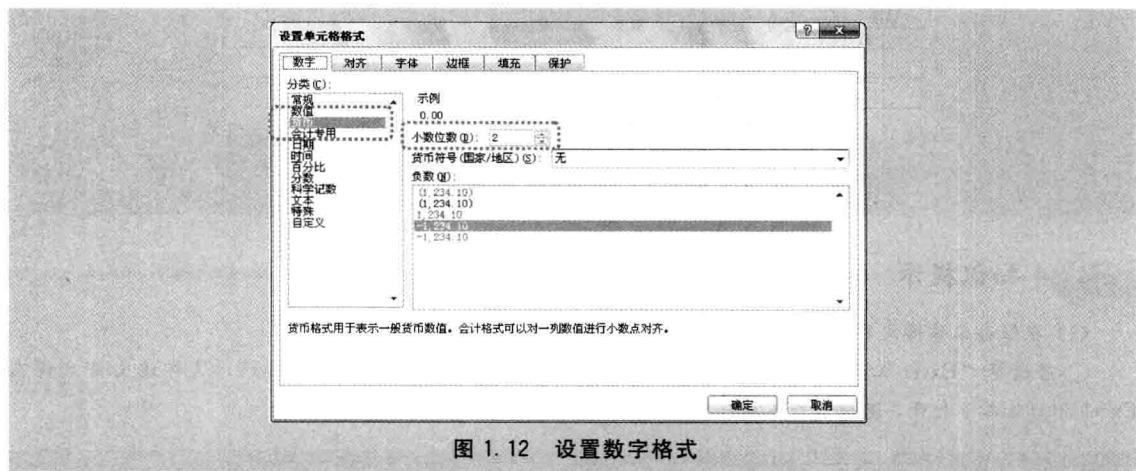 设置单元格格式
数字 对齐 字体 边框 填充 保护
分类(C):
常规
数值
货币
会计专用
日期
时间
百分比
分数
科学记数
文本
特殊
自定义
示例
0.00
小数位数(D): 2
货币符号(国家/地区)(S): 无
负数(N):
(1,234.10)
(1,234.10)
1,234.10
-1,234.10
-1,234.10
货币格式用于表示一般货币数值。会计格式可以对一列数值进行小数点对齐。
确定 取消
图 1.12 设置数字格式